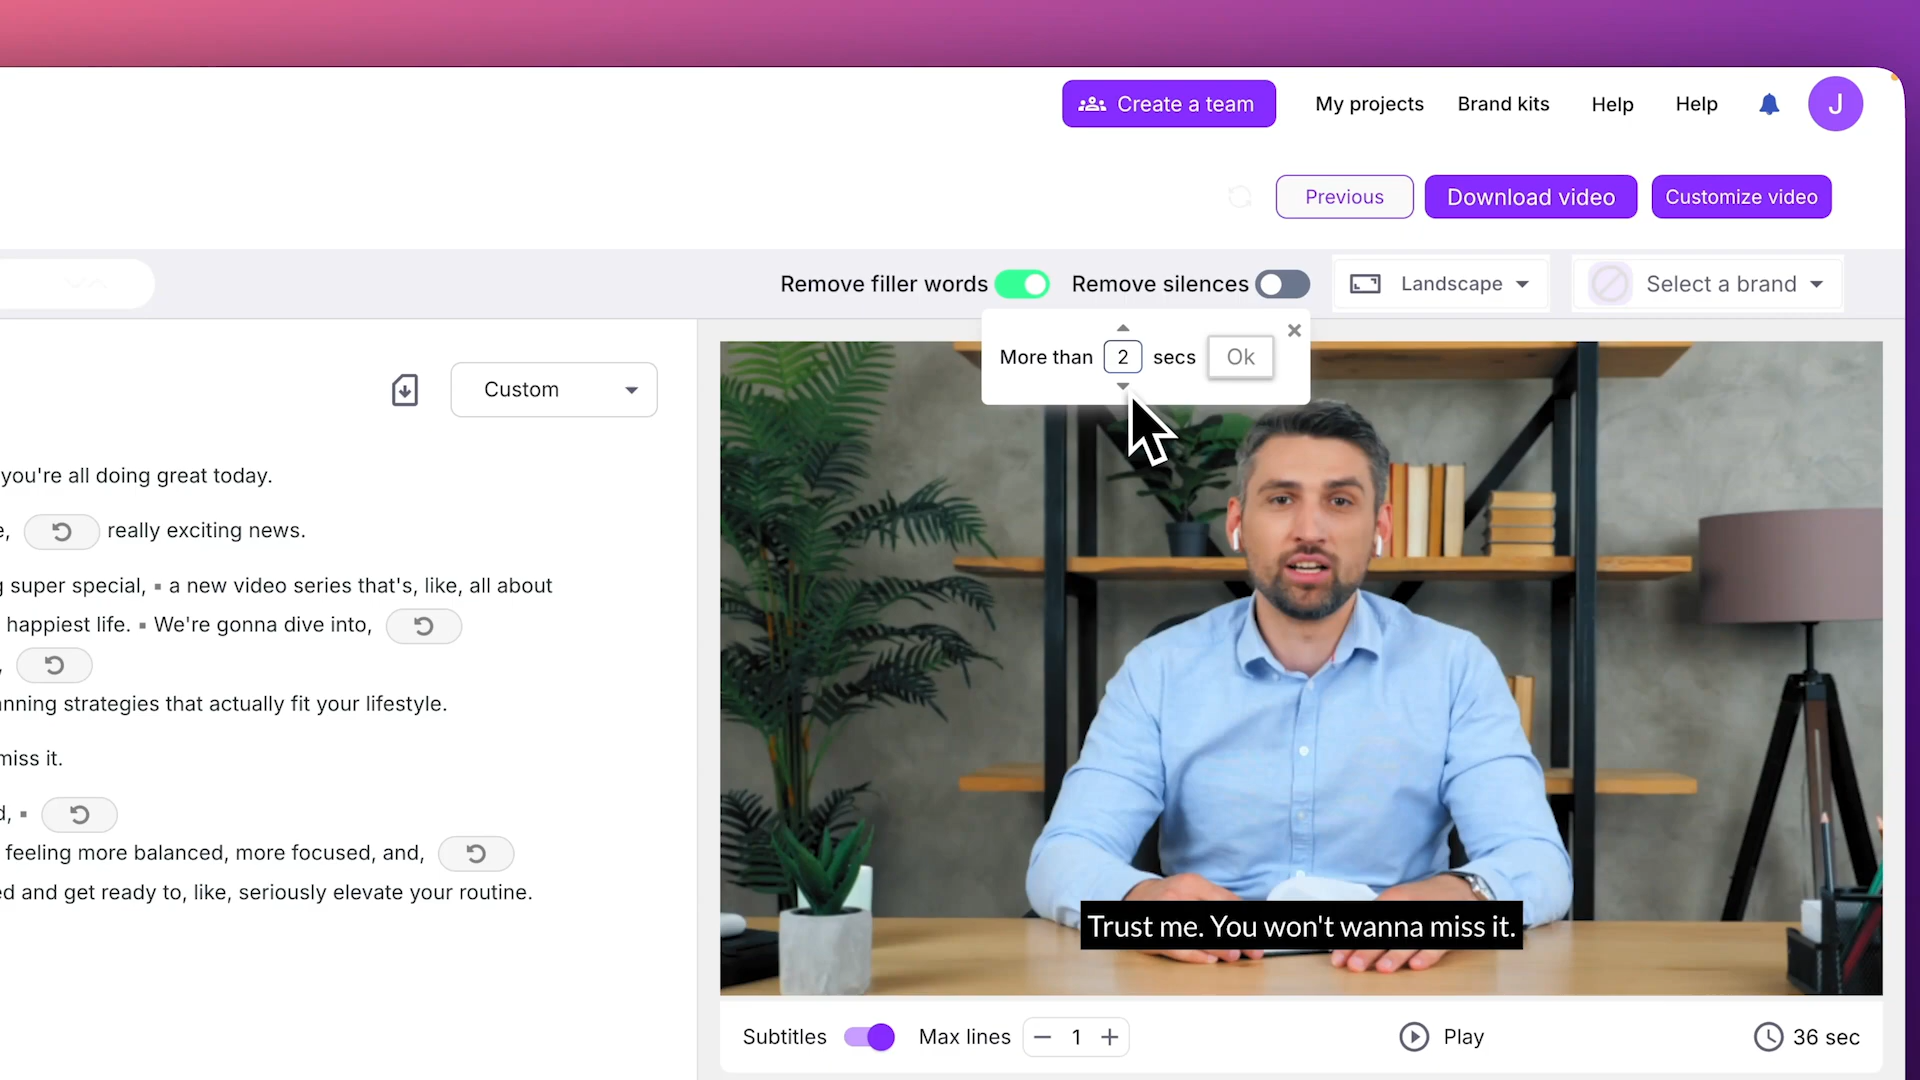 Create a team
My projects
Brand kits
Help
Help
J
Previous
Download video
Customize video
Remove filler words
Remove silences
Landscape
Select a brand
More than 2 secs Ok
Custom
you're all doing great today.
really exciting news.
super special, ▪ a new video series that's, like, all about
happiest life. ▪ We're gonna dive into,
strategies that actually fit your lifestyle.
miss it.
feeling more balanced, more focused, and,
and get ready to, like, seriously elevate your routine.
Trust me. You won't wanna miss it.
Subtitles
Max lines
1
Play
36 sec